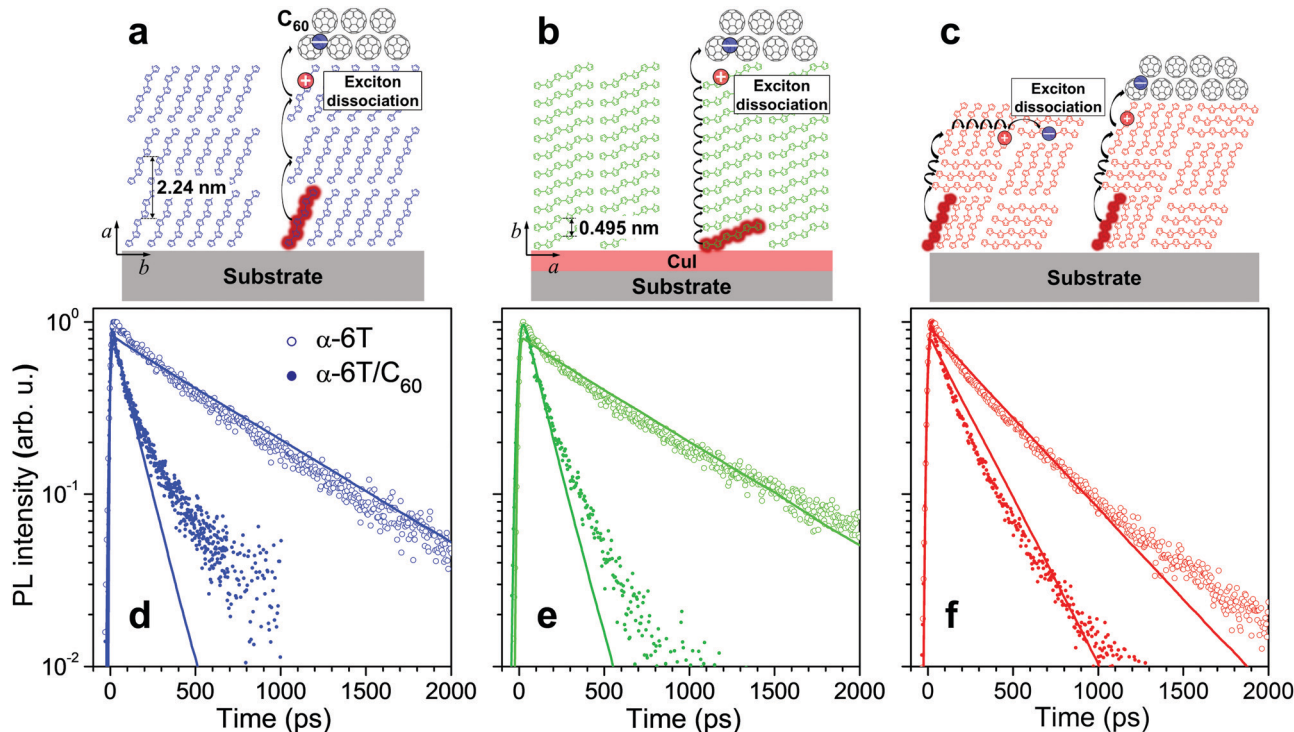 a
C60
Exciton
dissociation
2.24 nm
a
b
Substrate
b
Exciton
dissociation
0.495 nm
b
a
CuI
Substrate
c
Exciton
dissociation
Substrate
PL intensity (arb. u.)
10^0
10^-1
10^-2
α-6T
α-6T/C60
d
0 500 1000 1500 2000
Time (ps)
e
0 500 1000 1500 2000
Time (ps)
f
0 500 1000 1500 2000
Time (ps)